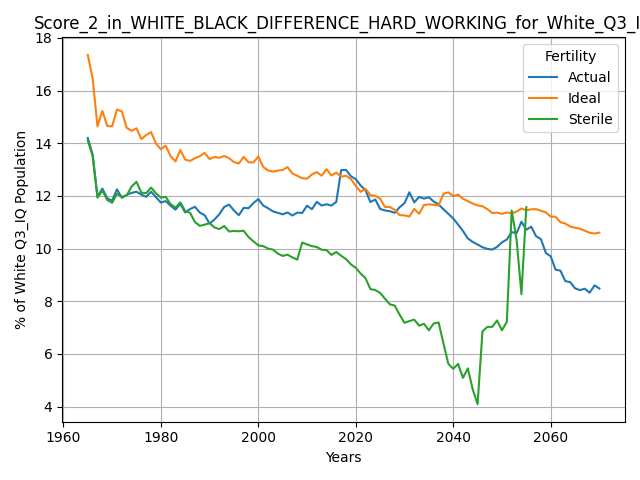 Score_2_in_WHITE_BLACK_DIFFERENCE_HARD_WORKING_for_White_Q3_I
18
16
14
12
10
8
6
4
% of White Q3_IQ Population
Fertility
Actual
Ideal
Sterile
1960 1980 2000 2020 2040 2060
Years